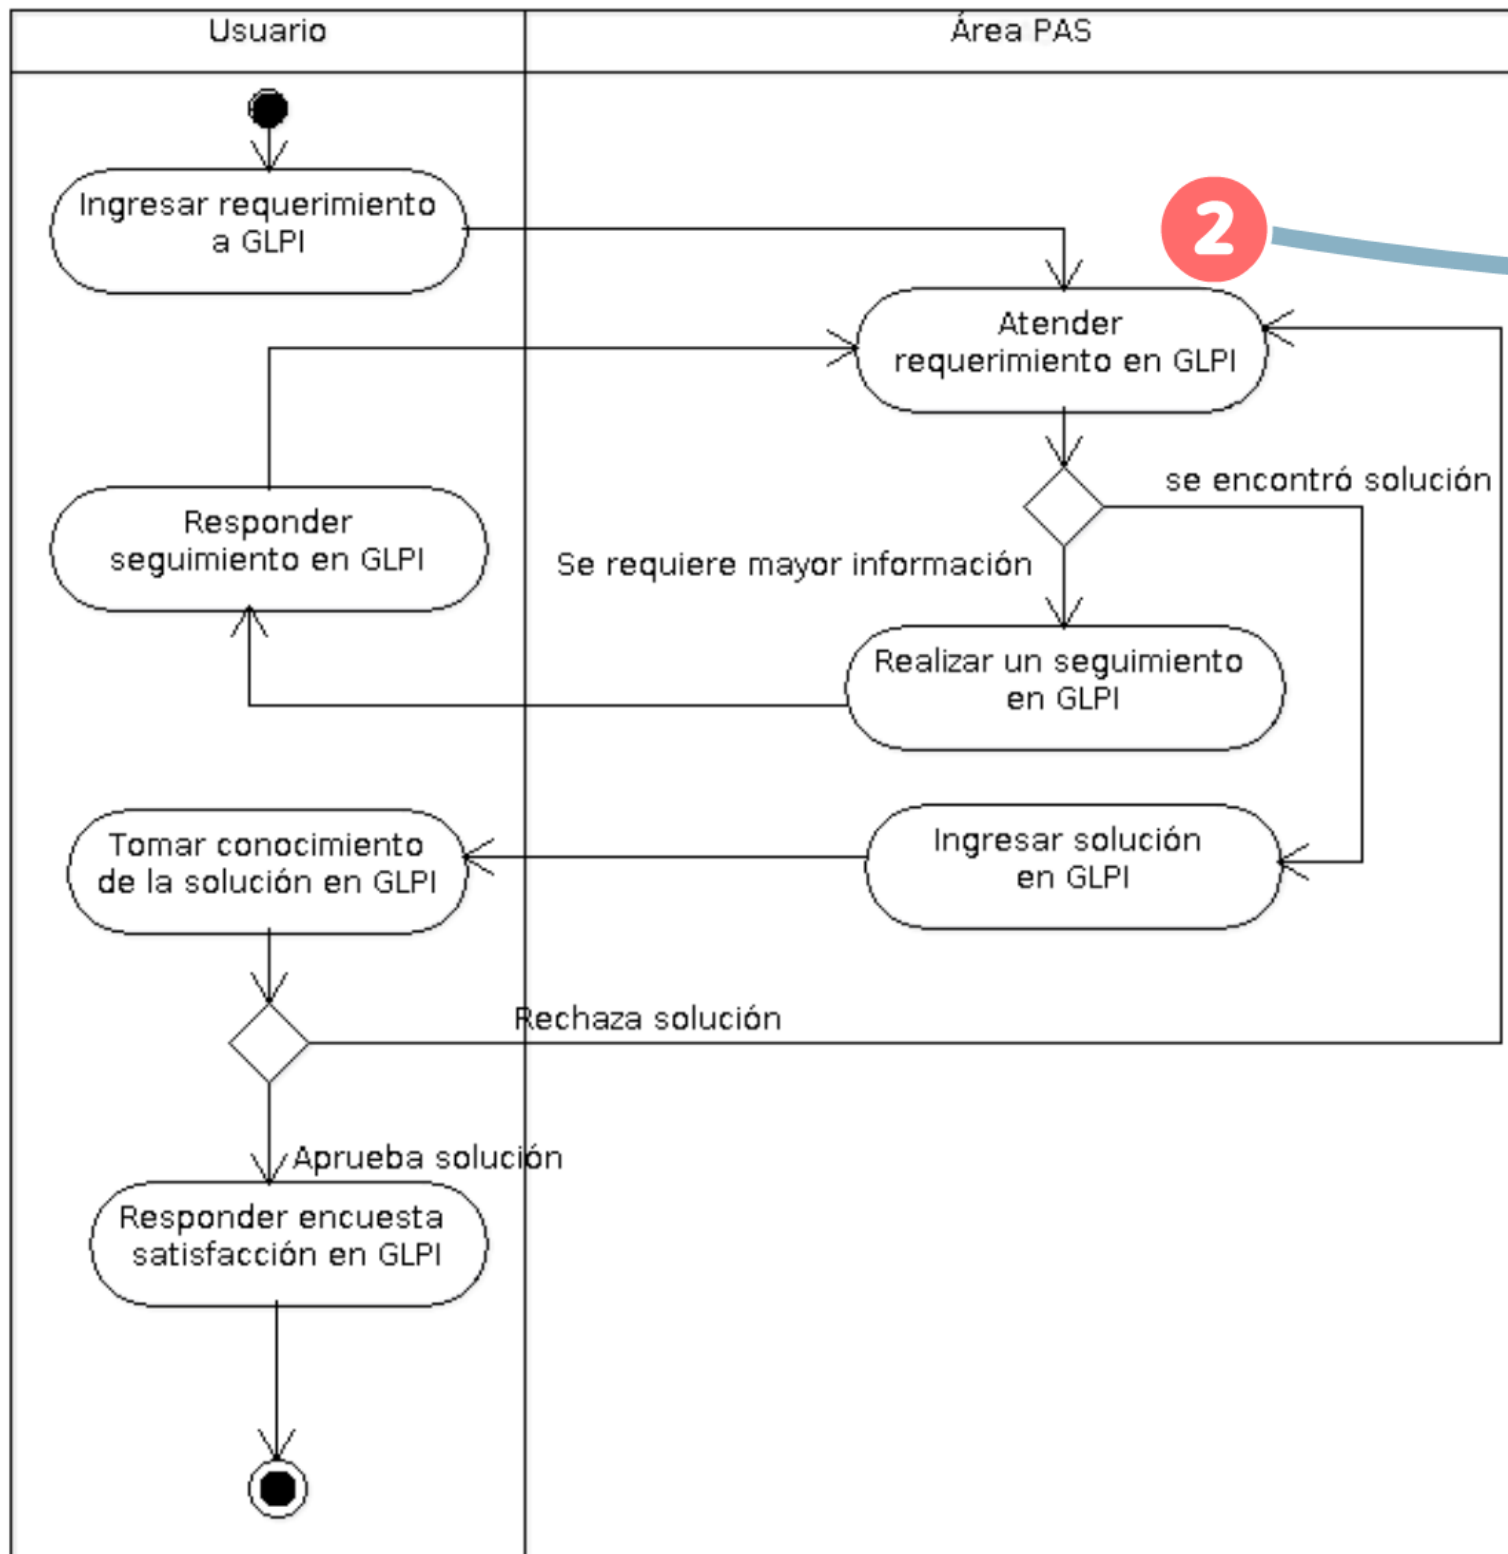 Usuario
Área PAS
Ingresar requerimiento
a GLPI
2
Atender
requerimiento en GLPI
se encontró solución
Responder
seguimiento en GLPI
Se requiere mayor información
Realizar un seguimiento
en GLPI
Tomar conocimiento
de la solución en GLPI
Ingresar solución
en GLPI
Rechaza solución
Aprueba solución
Responder encuesta
satisfacción en GLPI